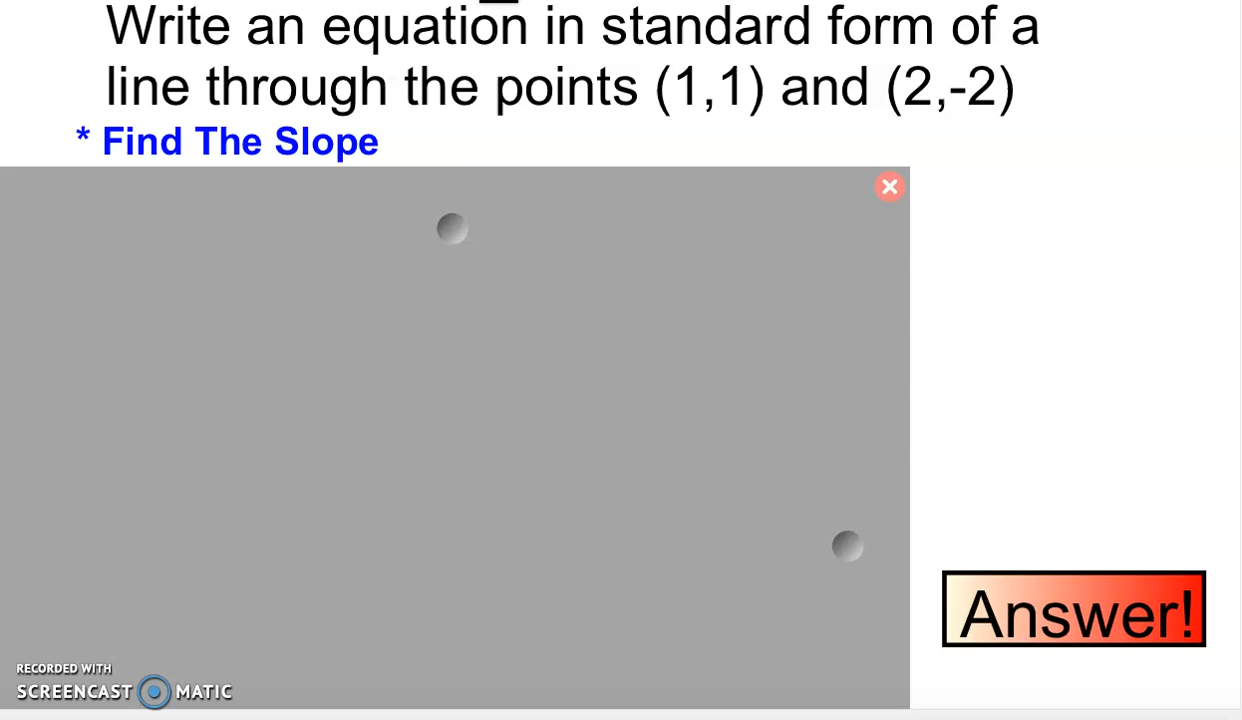 Write an equation in standard form of a
line through the points (1,1) and (2,-2)
* Find The Slope
Answer!
RECORDED WITH
SCREENCAST MATIC